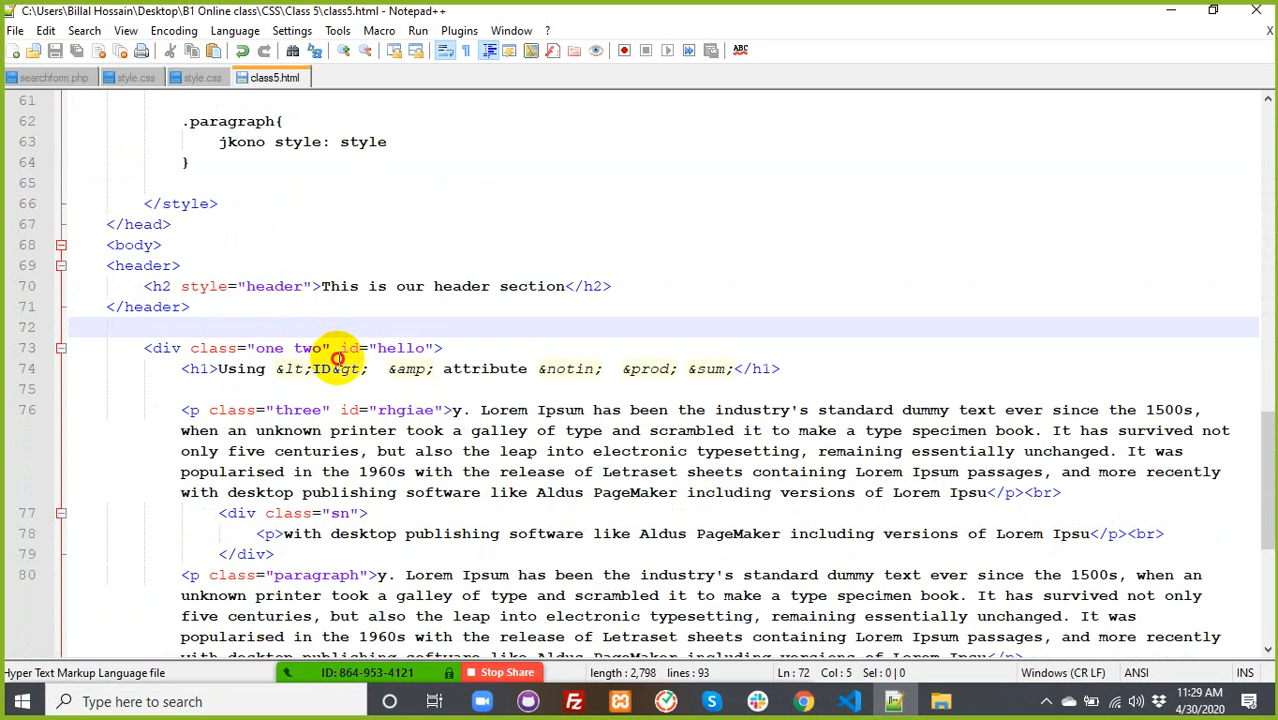 C:\Users\Billal Hossain\Desktop\B1 Online class\CSS\Class 5\class5.html - Notepad++
File Edit Search View Encoding Language Settings Tools Macro Run Plugins Window ? X
ABC
searchform.php style.css style.css class5.html
61
62 .paragraph{
63 jkono style: style
64 }
65
66 </style>
67 </head>
68 <body>
69 <header>
70 <h2 style="header">This is our header section</h2>
71 </header>
72
73 <div class="one two" id="hello">
74 <h1>Using &lt;ID&gt; &amp; attribute &notin; &prod; &sum;</h1>
75
76 <p class="three" id="rhgiae">y. Lorem Ipsum has been the industry's standard dummy text ever since the 1500s,
when an unknown printer took a galley of type and scrambled it to make a type specimen book. It has survived not
only five centuries, but also the leap into electronic typesetting, remaining essentially unchanged. It was
popularised in the 1960s with the release of Letraset sheets containing Lorem Ipsum passages, and more recently
with desktop publishing software like Aldus PageMaker including versions of Lorem Ipsu</p><br>
77 <div class="sn">
78 <p>with desktop publishing software like Aldus PageMaker including versions of Lorem Ipsu</p><br>
79 </div>
80 <p class="paragraph">y. Lorem Ipsum has been the industry's standard dummy text ever since the 1500s, when an
unknown printer took a galley of type and scrambled it to make a type specimen book. It has survived not only
five centuries, but also the leap into electronic typesetting, remaining essentially unchanged. It was
popularised in the 1960s with the release of Letraset sheets containing Lorem Ipsum passages, and more recently
with desktop publishing software like Aldus PageMaker including versions of Lorem Ipsu</p><br>
Hyper Text Markup Language file ID: 864-953-4121 Stop Share length : 2,798 lines : 93 Ln : 72 Col : 5 Sel : 0 | 0 Windows (CR LF) ANSI INS
Type here to search 11:29 AM
4/30/2020